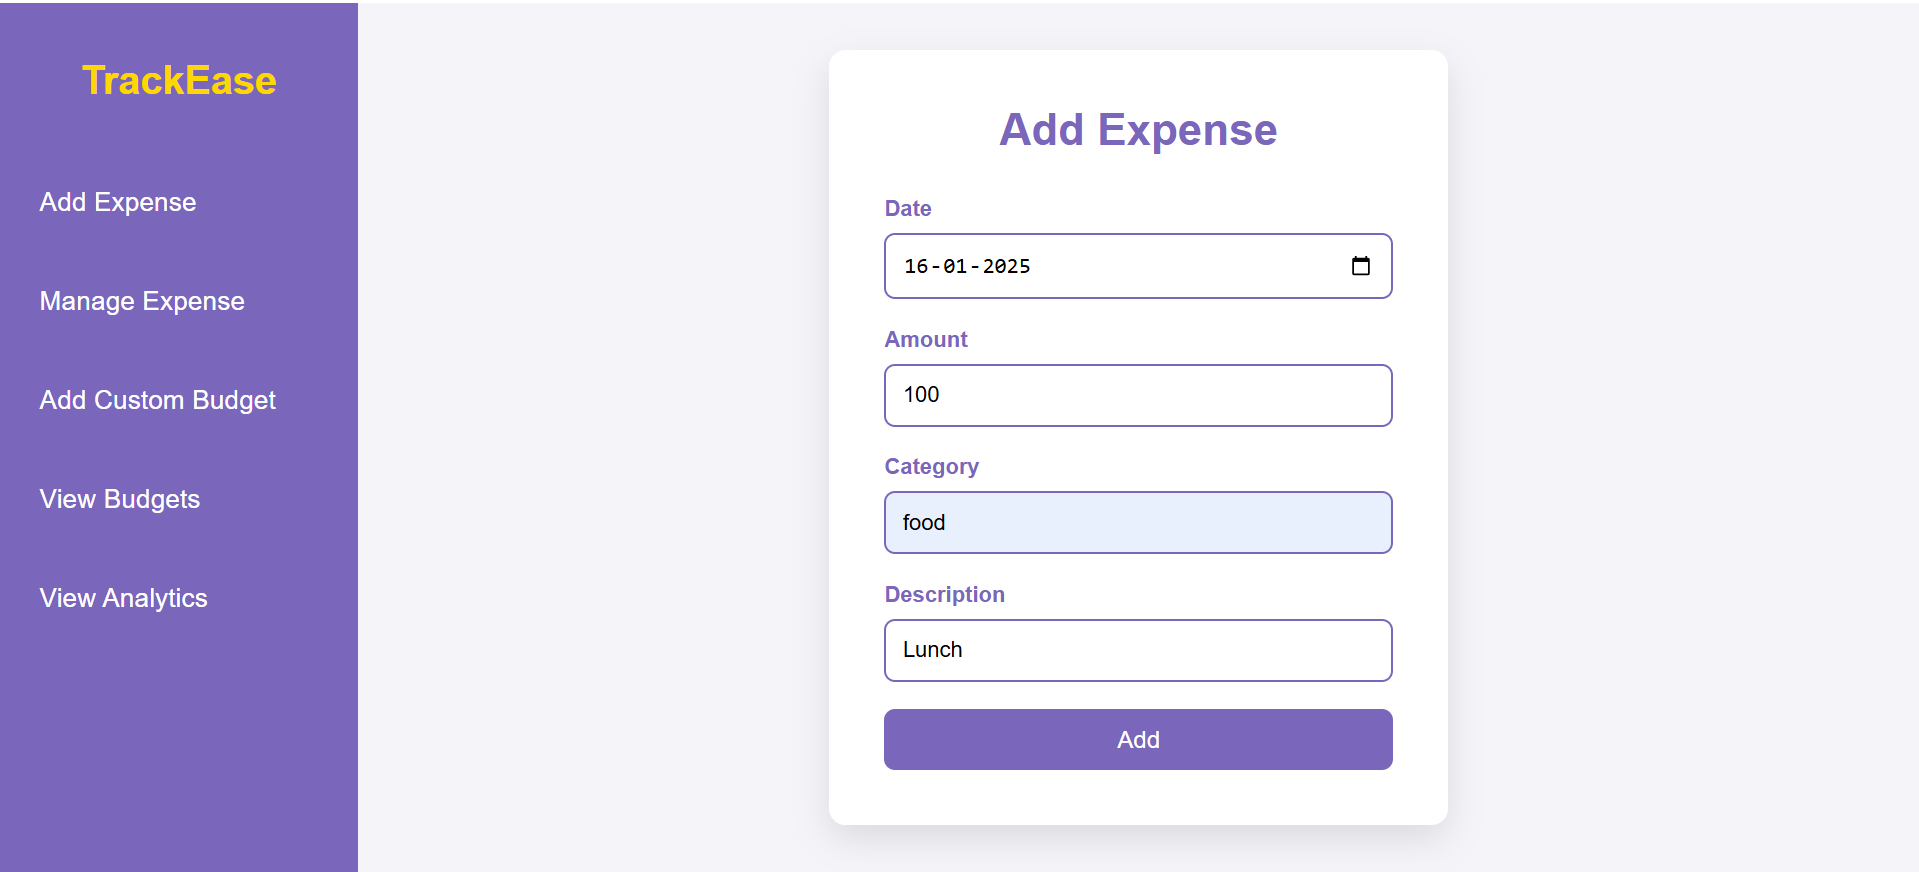 TrackEase
Add Expense
Manage Expense
Add Custom Budget
View Budgets
View Analytics
Add Expense
Date
16-01-2025
Amount
100
Category
food
Description
Lunch
Add